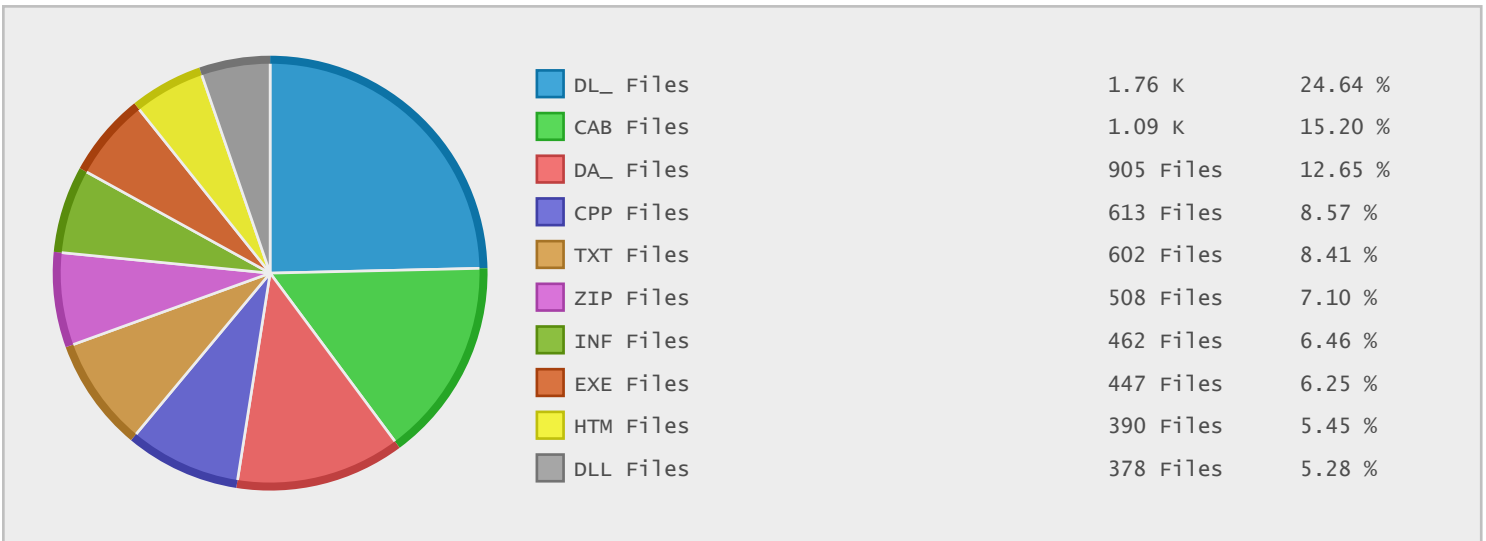 DL_ Files 1.76 K 24.64 %
CAB Files 1.09 K 15.20 %
DA_ Files 905 Files 12.65 %
CPP Files 613 Files 8.57 %
TXT Files 602 Files 8.41 %
ZIP Files 508 Files 7.10 %
INF Files 462 Files 6.46 %
EXE Files 447 Files 6.25 %
HTM Files 390 Files 5.45 %
DLL Files 378 Files 5.28 %